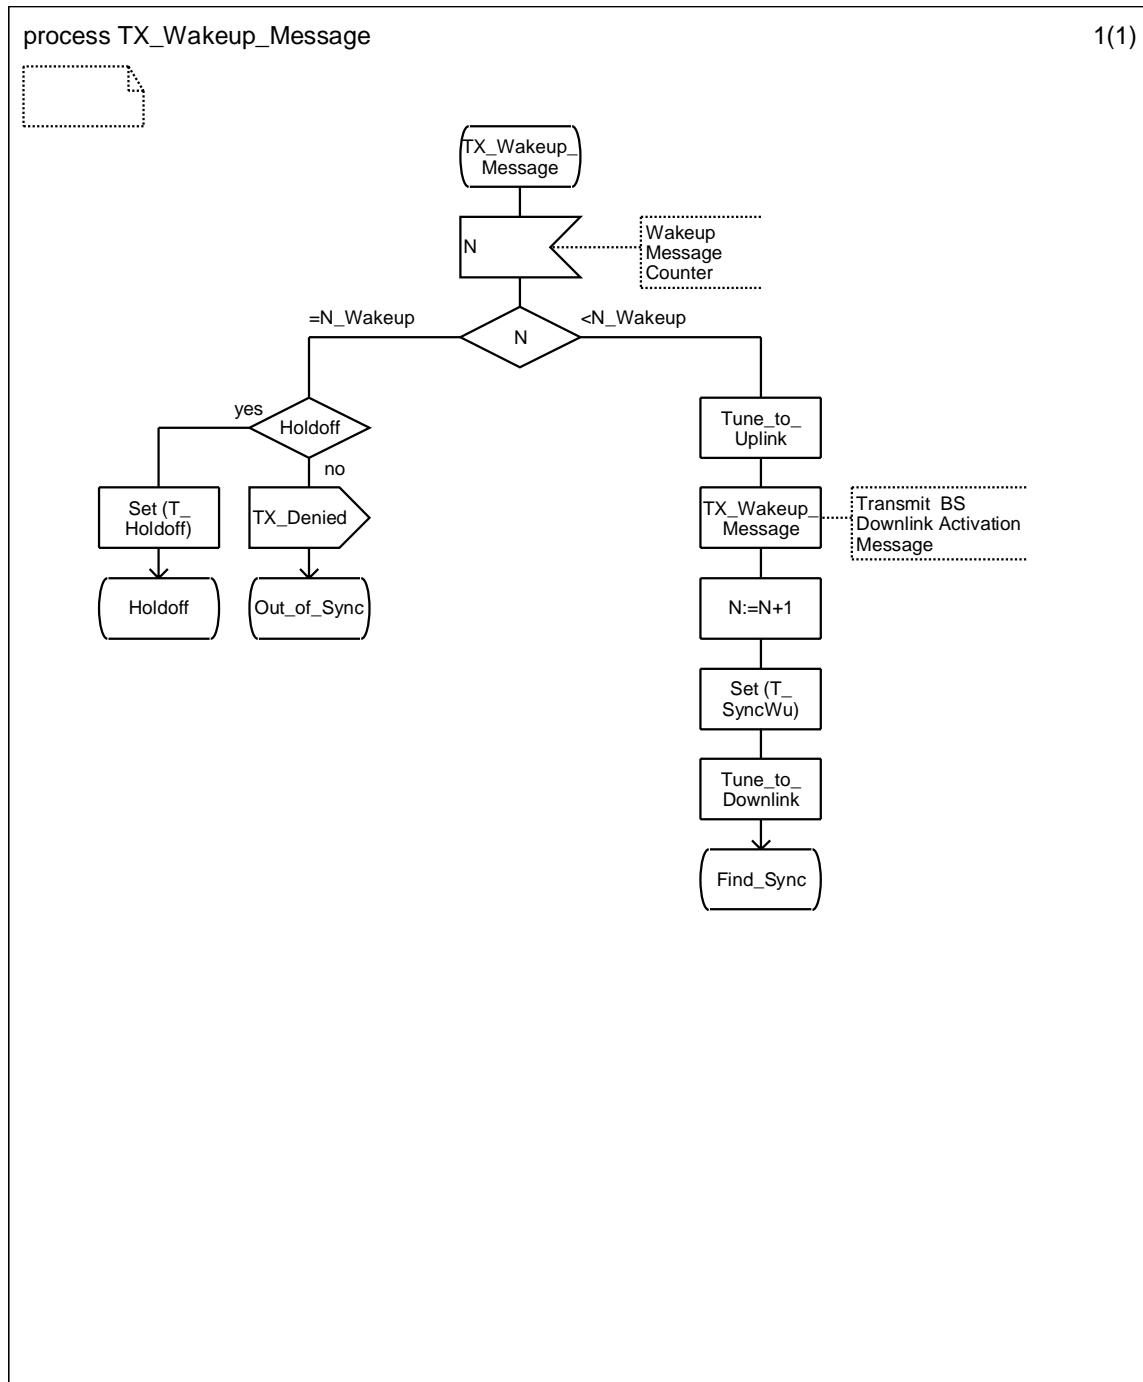 process TX_Wakeup_Message
1(1)
TX_Wakeup_
Message
N
Wakeup
Message
Counter
=N_Wakeup
N
<N_Wakeup
yes
Holdoff
no
Tune_to_
Uplink
Set (T_
Holdoff)
TX_Denied
TX_Wakeup_
Message
Transmit BS
Downlink Activation
Message
Holdoff
Out_of_Sync
N:=N+1
Set (T_
SyncWu)
Tune_to_
Downlink
Find_Sync